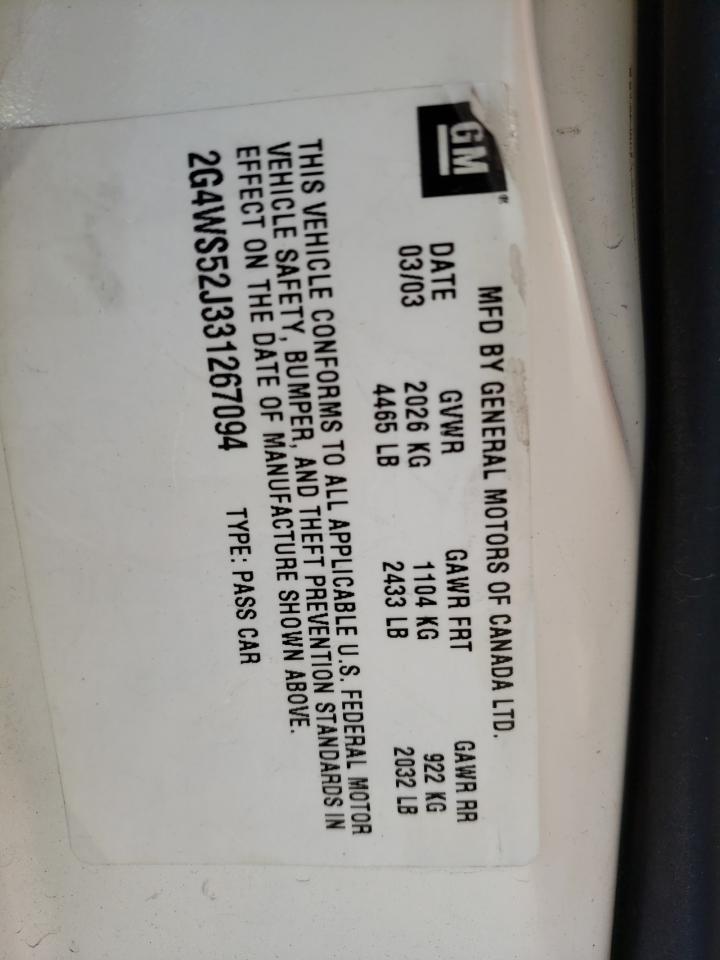 GM®
MFD BY GENERAL MOTORS OF CANADA LTD.
DATE GVWR GAWR FRT GAWR RR
03/03 2026 KG 1104 KG 922 KG
4465 LB 2433 LB 2032 LB
THIS VEHICLE CONFORMS TO ALL APPLICABLE U.S. FEDERAL MOTOR
VEHICLE SAFETY, BUMPER, AND THEFT PREVENTION STANDARDS IN
EFFECT ON THE DATE OF MANUFACTURE SHOWN ABOVE.
2G4WS52J331267094 TYPE: PASS CAR